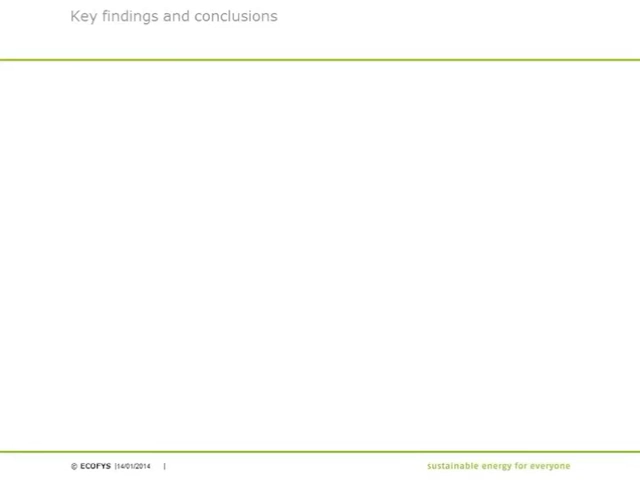 Key findings and conclusions
© ECOFYS |14/01/2014 |
sustainable energy for everyone